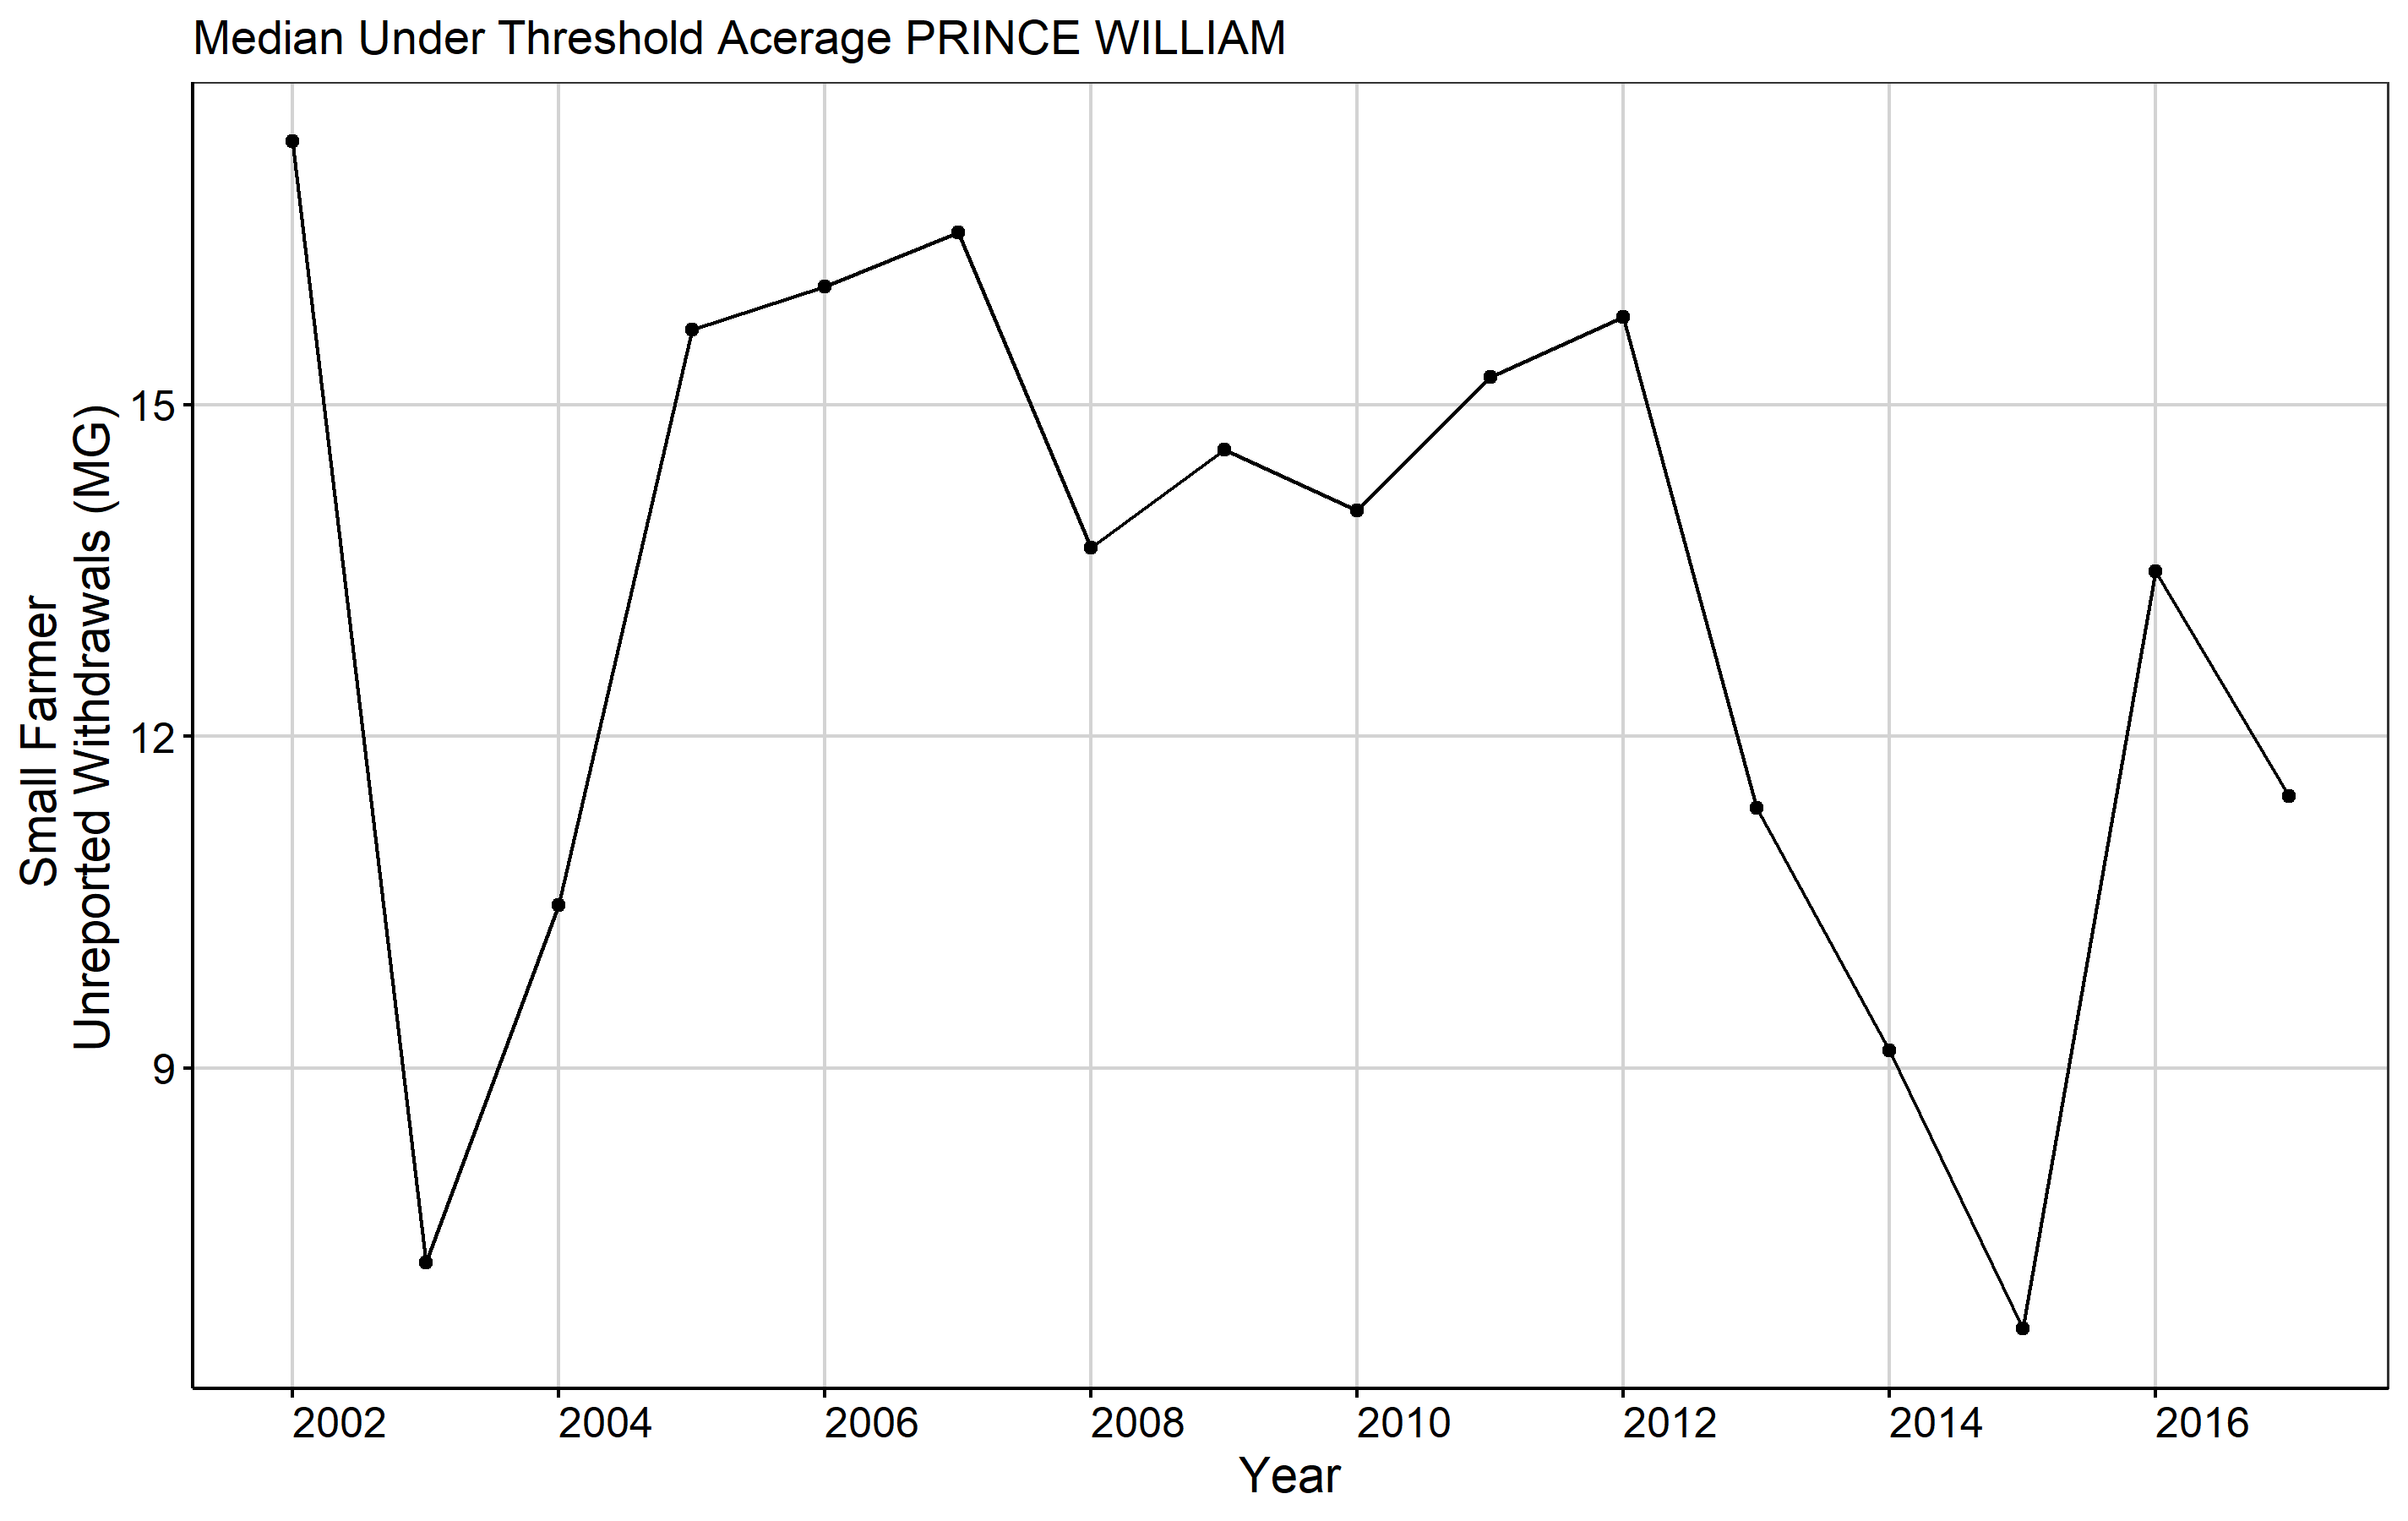 Median Under Threshold Acerage PRINCE WILLIAM
Small Farmer
Unreported Withdrawals (MG)
15
12
9
2002 2004 2006 2008 2010 2012 2014 2016
Year